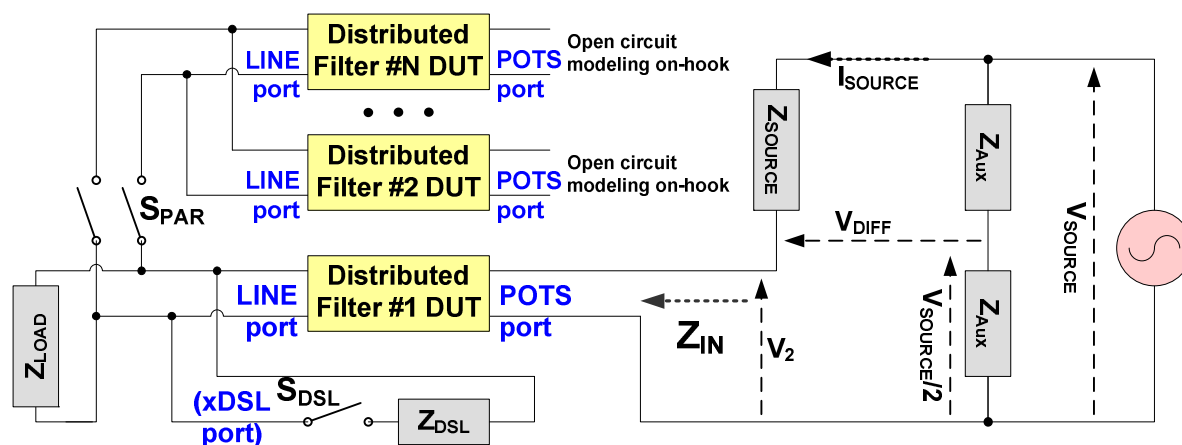 Distributed
Filter #N DUT
LINE
port
POTS
port
Open circuit
modeling on-hook
• • •
Distributed
Filter #2 DUT
LINE
port
POTS
port
Open circuit
modeling on-hook
SPAR
Distributed
Filter #1 DUT
LINE
port
POTS
port
ZLOAD
(xDSL
port)
SDSL
ZDSL
ZIN
V2
ZSOURCE
ISOURCE
VDIFF
ZAux
ZAux
VSOURCE/2
VSOURCE